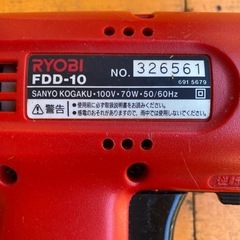 RYOBI
FDD-10 NO. 326561
691 5679
SANYO KOGAKU・100V・70W・50/60Hz
⚠警告
●使用前に必ず取扱説明書をお読みください。
●感電のおそれがありますので、雨中では使用しないでください。